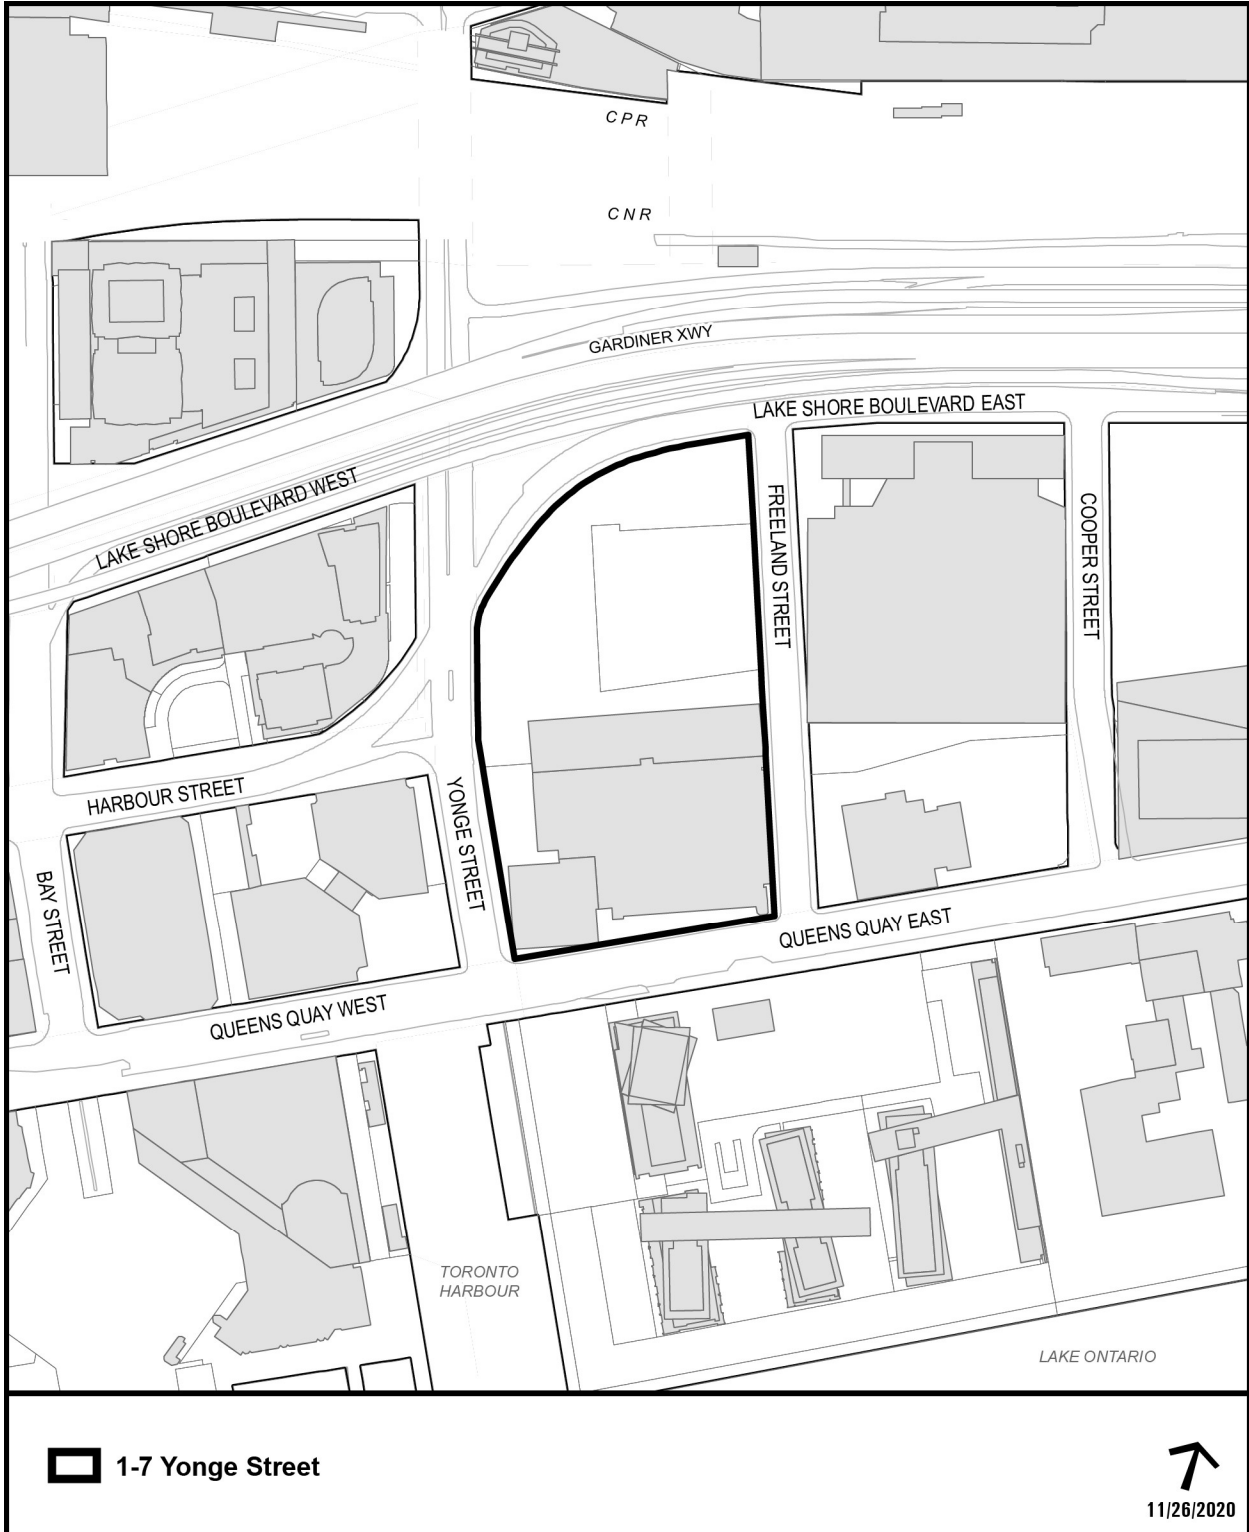 CPR
CNR
GARDINER XWY
LAKE SHORE BOULEVARD EAST
LAKE SHORE BOULEVARD WEST
FREELAND STREET
COOPER STREET
HARBOUR STREET
YONGE STREET
BAY STREET
QUEENS QUAY EAST
QUEENS QUAY WEST
TORONTO
HARBOUR
LAKE ONTARIO
1-7 Yonge Street
11/26/2020